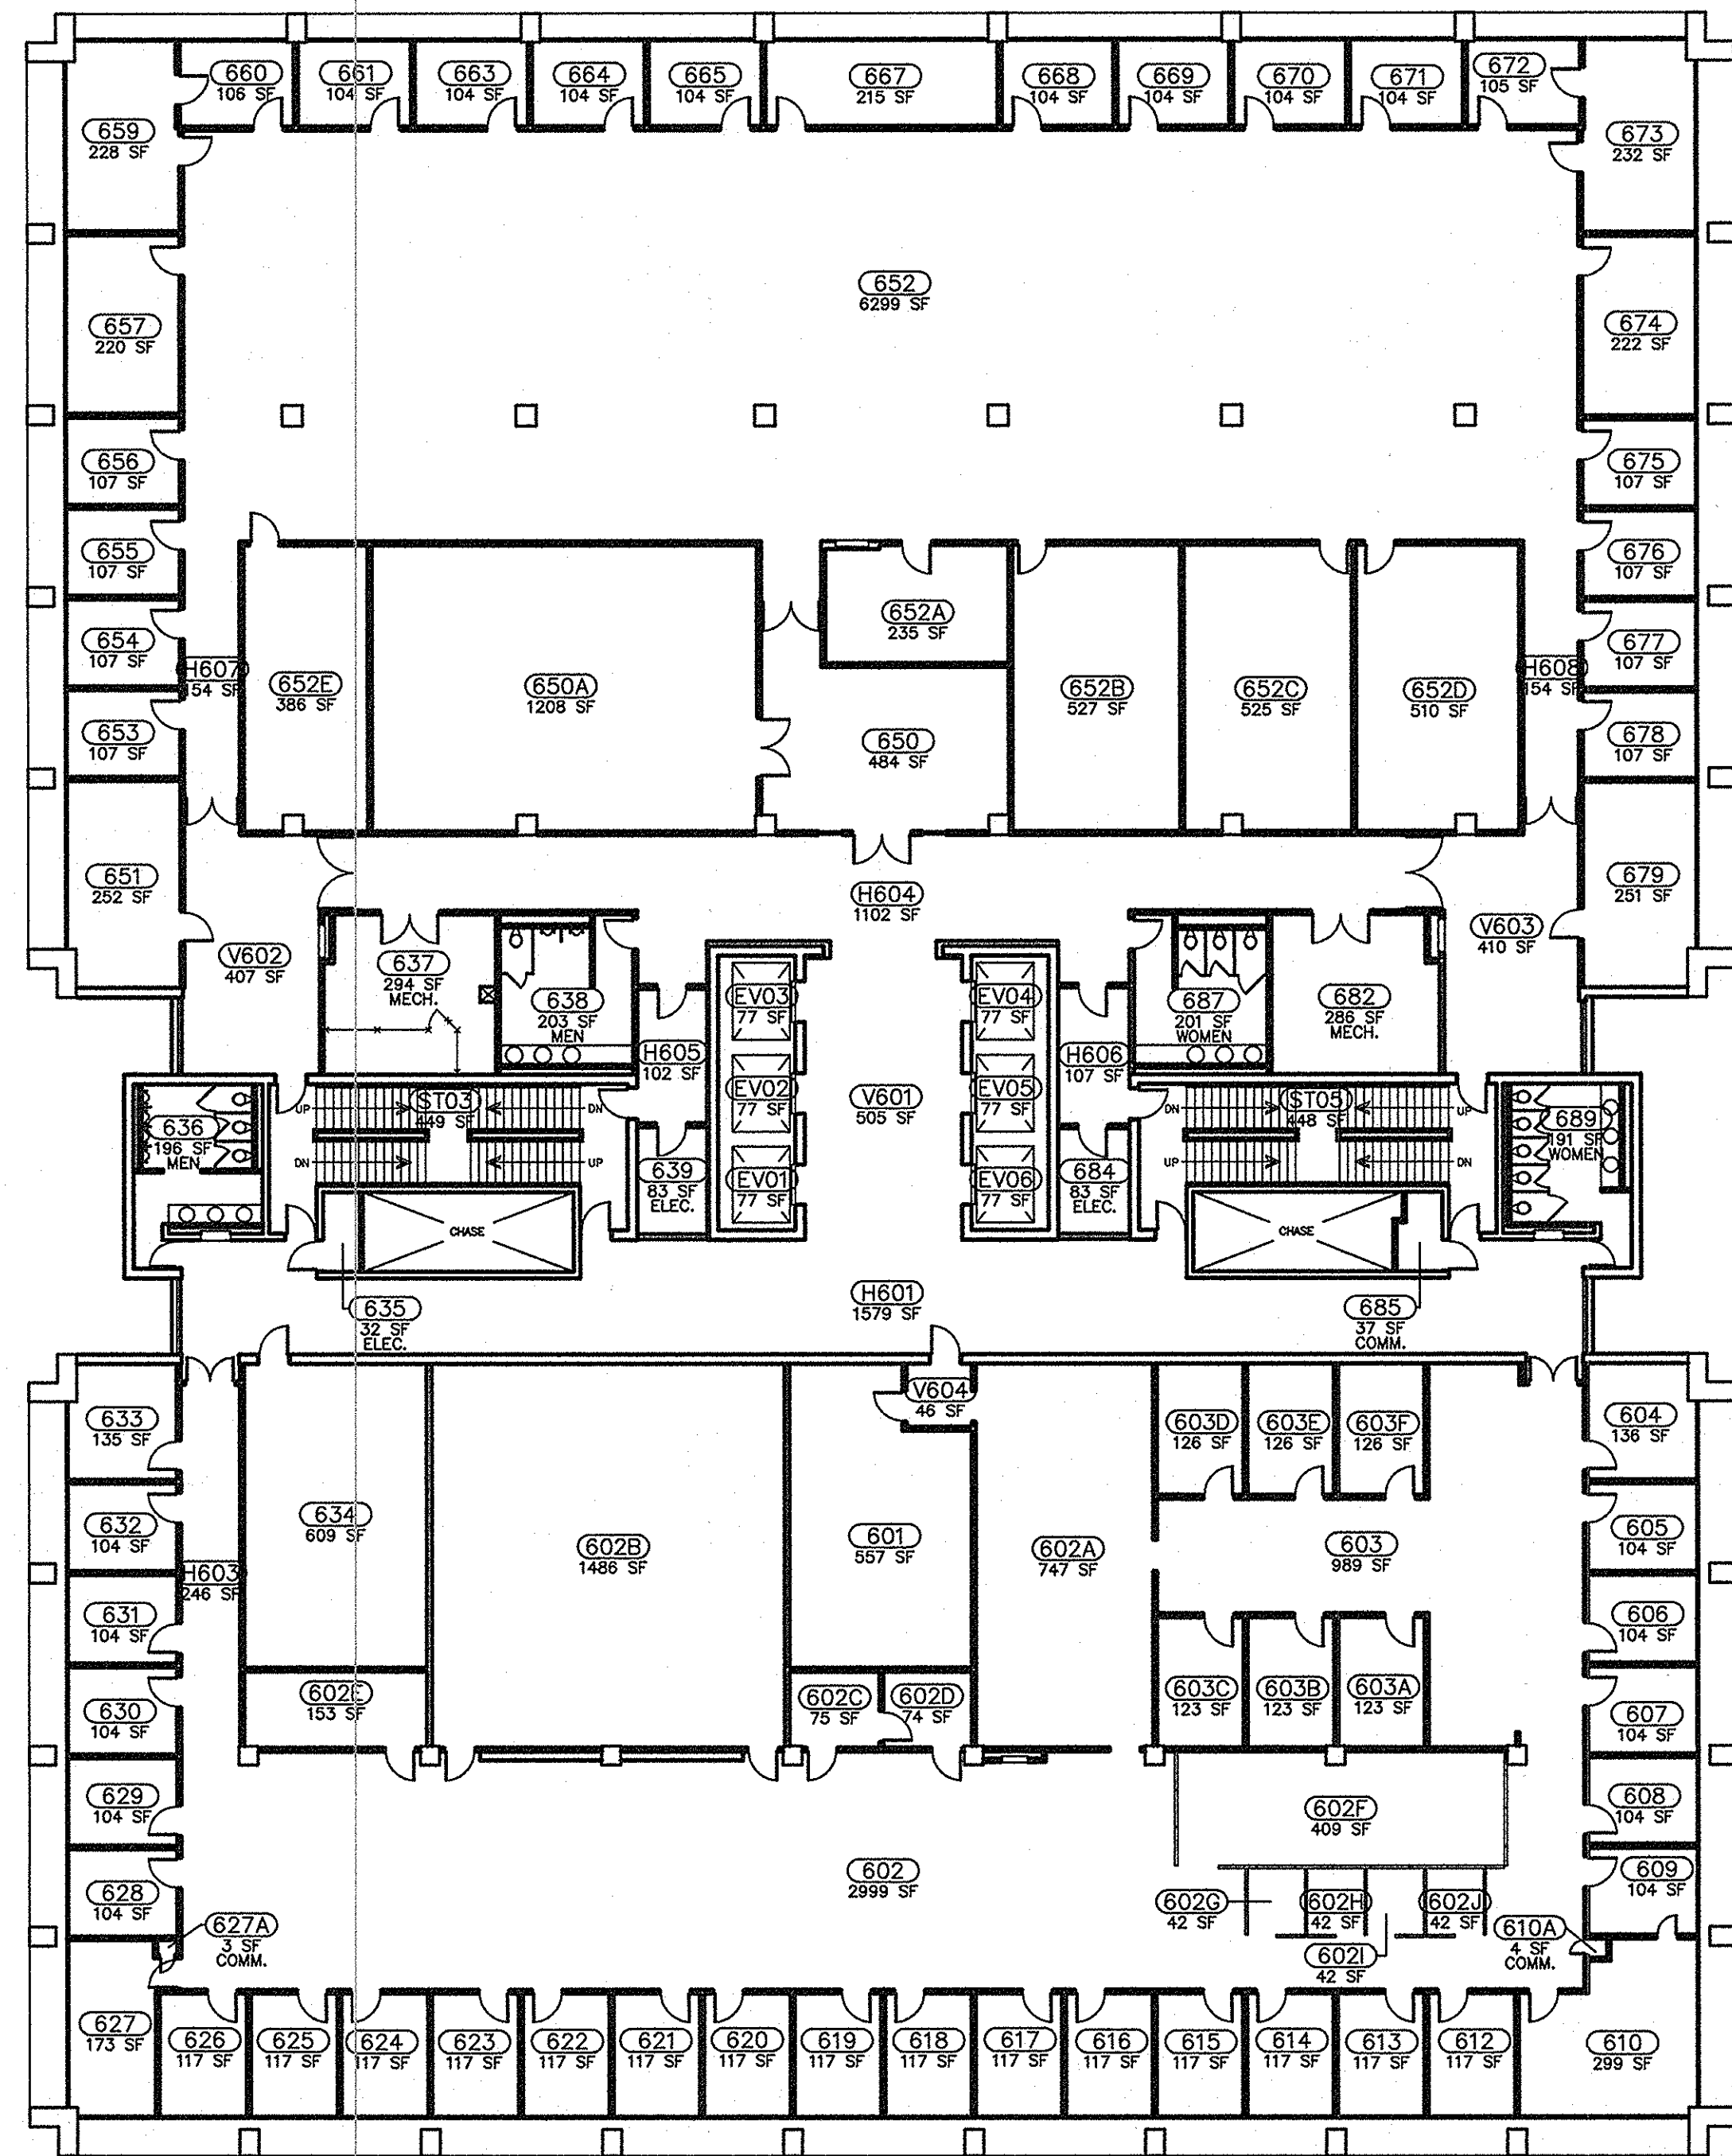 660
106 SF
661
104 SF
663
104 SF
664
104 SF
665
104 SF
667
215 SF
668
104 SF
669
104 SF
670
104 SF
671
104 SF
672
105 SF
659
228 SF
673
232 SF
652
6299 SF
657
220 SF
674
222 SF
656
107 SF
675
107 SF
655
107 SF
676
107 SF
654
107 SF
H607
154 SF
652E
386 SF
650A
1208 SF
652A
235 SF
652B
527 SF
652C
525 SF
652D
510 SF
H608
154 SF
677
107 SF
653
107 SF
650
484 SF
678
107 SF
651
252 SF
H604
1102 SF
679
251 SF
V602
407 SF
637
294 SF
MECH.
638
203 SF
MEN
EV03
77 SF
EV04
77 SF
687
201 SF
WOMEN
682
286 SF
MECH.
V603
410 SF
H605
102 SF
H606
107 SF
636
196 SF
MEN
UP
ST03
449 SF
DN
EV02
77 SF
V601
505 SF
EV05
77 SF
DN
ST05
448 SF
UP
689
191 SF
WOMEN
DN
UP
639
83 SF
ELEC.
EV01
77 SF
EV06
77 SF
684
83 SF
ELEC.
UP
DN
CHASE
CHASE
635
32 SF
ELEC.
H601
1579 SF
685
37 SF
COMM.
633
135 SF
V604
46 SF
603D
126 SF
603E
126 SF
603F
126 SF
604
136 SF
632
104 SF
634
609 SF
602B
1486 SF
601
557 SF
602A
747 SF
603
989 SF
605
104 SF
H603
246 SF
631
104 SF
606
104 SF
630
104 SF
602E
153 SF
602C
75 SF
602D
74 SF
603C
123 SF
603B
123 SF
603A
123 SF
607
104 SF
629
104 SF
602F
409 SF
608
104 SF
628
104 SF
602
2999 SF
602G
42 SF
602H
42 SF
602J
42 SF
609
104 SF
627A
3 SF
COMM.
602I
42 SF
610A
4 SF
COMM.
627
173 SF
626
117 SF
625
117 SF
624
117 SF
623
117 SF
622
117 SF
621
117 SF
620
117 SF
619
117 SF
618
117 SF
617
117 SF
616
117 SF
615
117 SF
614
117 SF
613
117 SF
612
117 SF
610
299 SF